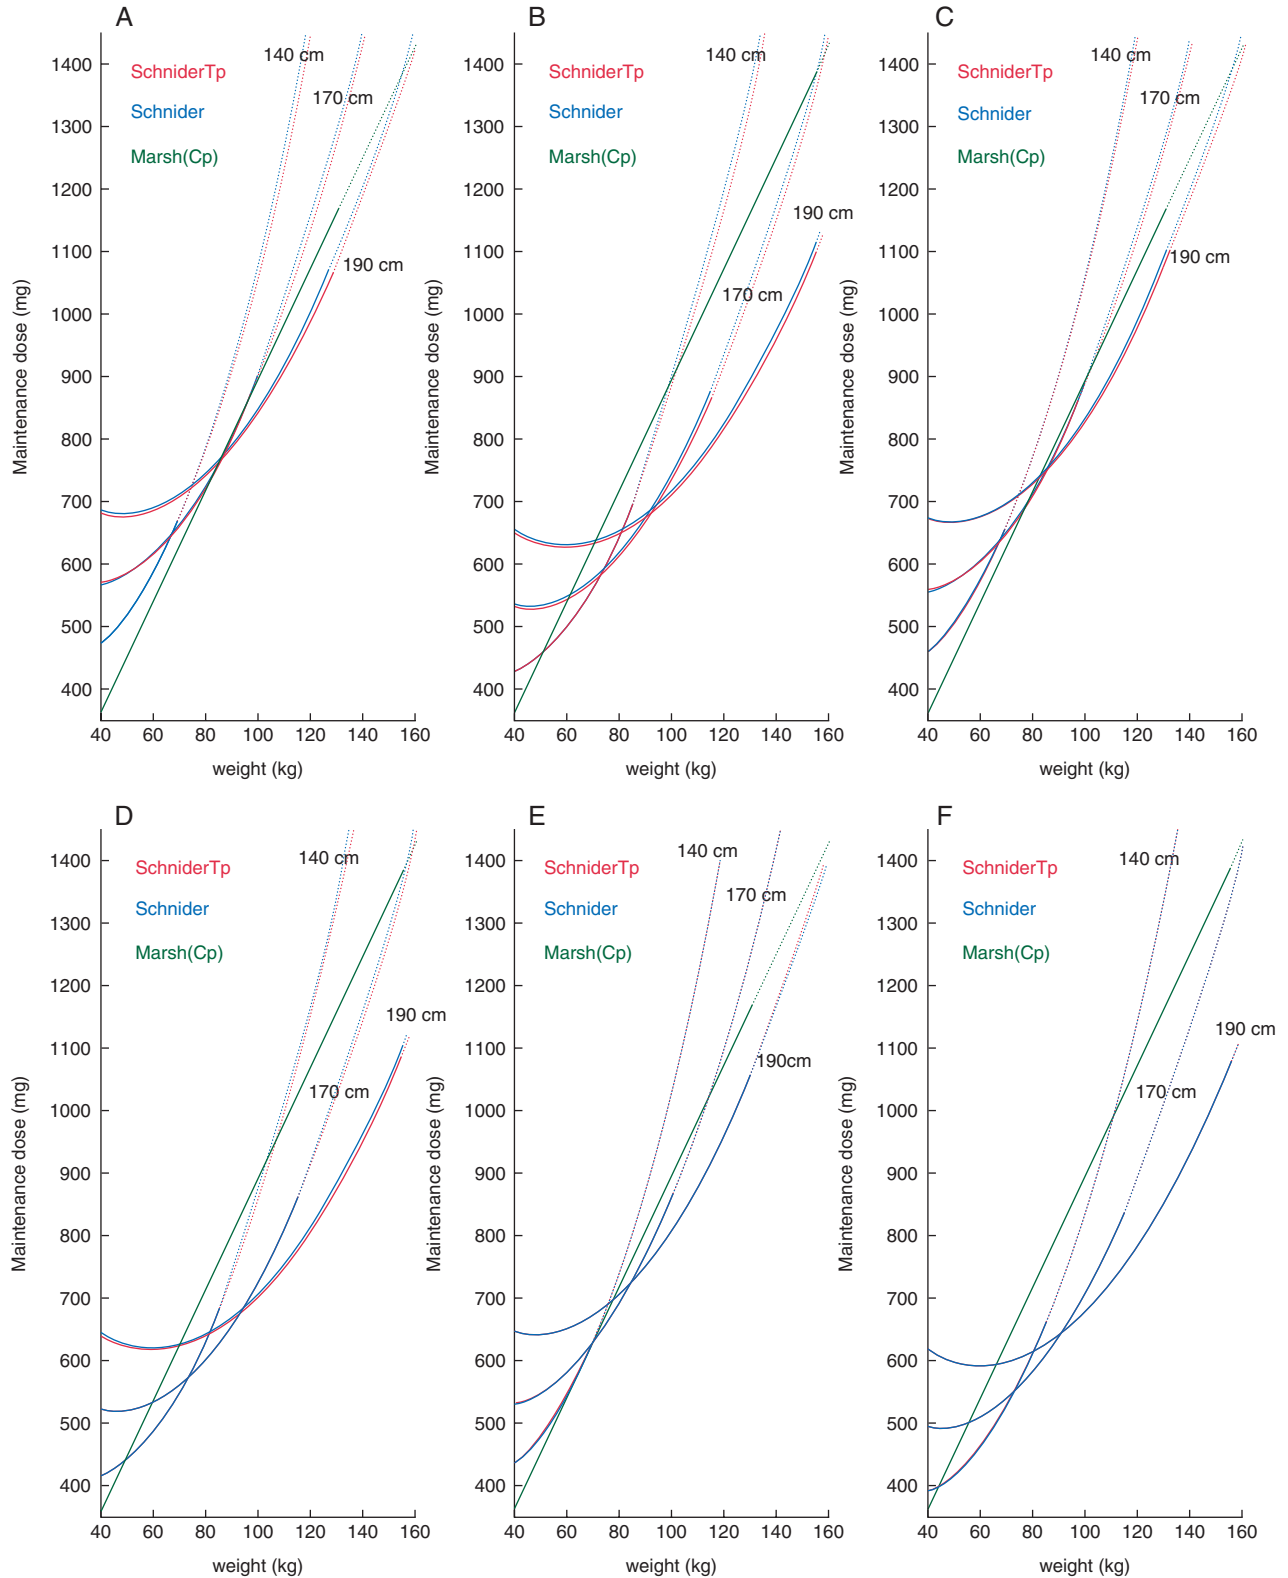 A
B
C
SchniderTp
Schnider
Marsh(Cp)
140 cm
170 cm
190 cm
SchniderTp
Schnider
Marsh(Cp)
140 cm
170 cm
190 cm
SchniderTp
Schnider
Marsh(Cp)
140 cm
170 cm
190 cm
Maintenance dose (mg)
1400
1300
1200
1100
1000
900
800
700
600
500
400
40 60 80 100 120 140 160
weight (kg)
Maintenance dose (mg)
1400
1300
1200
1100
1000
900
800
700
600
500
400
40 60 80 100 120 140 160
weight (kg)
Maintenance dose (mg)
1400
1300
1200
1100
1000
900
800
700
600
500
400
40 60 80 100 120 140 160
weight (kg)
D
E
F
SchniderTp
Schnider
Marsh(Cp)
140 cm
190 cm
170 cm
SchniderTp
Schnider
Marsh(Cp)
140 cm
170 cm
190cm
SchniderTp
Schnider
Marsh(Cp)
140 cm
190 cm
170 cm
Maintenance dose (mg)
1400
1300
1200
1100
1000
900
800
700
600
500
400
40 60 80 100 120 140 160
weight (kg)
Maintenance dose (mg)
1400
1300
1200
1100
1000
900
800
700
600
500
400
40 60 80 100 120 140 160
weight (kg)
Maintenance dose (mg)
1400
1300
1200
1100
1000
900
800
700
600
500
400
40 60 80 100 120 140 160
weight (kg)